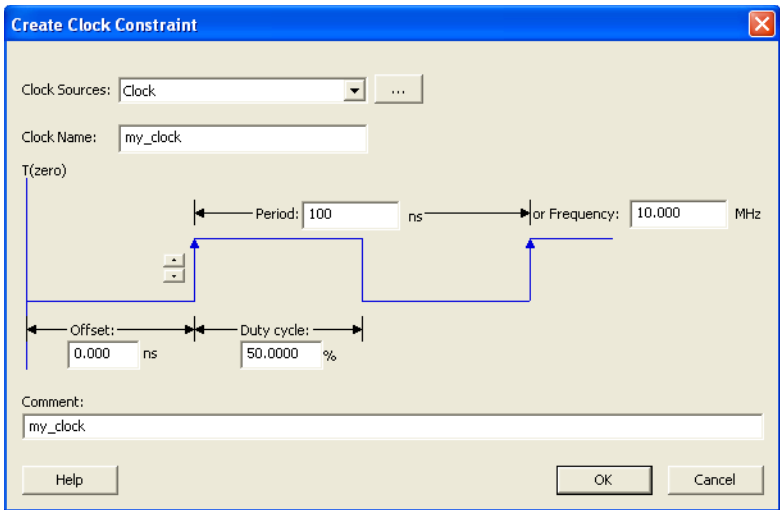 Create Clock Constraint
Clock Sources: Clock ...
Clock Name: my_clock
T(zero)
Period: 100 ns or Frequency: 10.000 MHz
Offset: Duty cycle:
0.000 ns 50.0000 %
Comment:
my_clock
Help OK Cancel